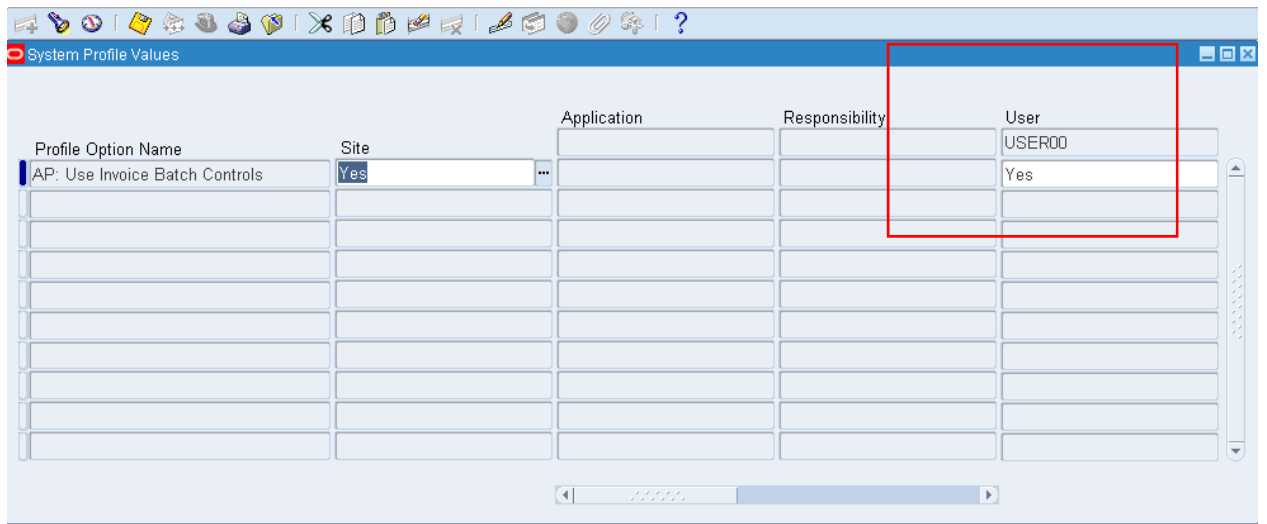 System Profile Values
Application Responsibility User
Profile Option Name Site USER00
AP: Use Invoice Batch Controls Yes ... Yes